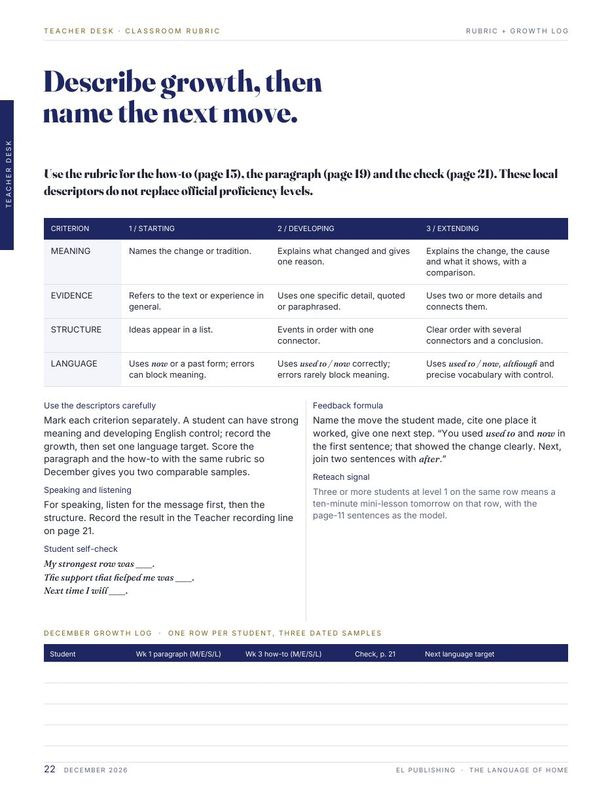 TEACHER DESK · CLASSROOM RUBRIC
RUBRIC + GROWTH LOG
TEACHER DESK
Describe growth, then
name the next move.
Use the rubric for the how-to (page 15), the paragraph (page 19) and the check (page 21). These local
descriptors do not replace official proficiency levels.
CRITERION
1 / STARTING
2 / DEVELOPING
3 / EXTENDING
MEANING
Names the change or tradition.
Explains what changed and gives
one reason.
Explains the change, the cause
and what it shows, with a
comparison.
EVIDENCE
Refers to the text or experience in
general.
Uses one specific detail, quoted
or paraphrased.
Uses two or more details and
connects them.
STRUCTURE
Ideas appear in a list.
Events in order with one
connector.
Clear order with several
connectors and a conclusion.
LANGUAGE
Uses now or a past form; errors
can block meaning.
Uses used to / now correctly;
errors rarely block meaning.
Uses used to / now, although and
precise vocabulary with control.
Use the descriptors carefully
Mark each criterion separately. A student can have strong
meaning and developing English control; record the
growth, then set one language target. Score the
paragraph and the how-to with the same rubric so
December gives you two comparable samples.
Speaking and listening
For speaking, listen for the message first, then the
structure. Record the result in the Teacher recording line
on page 21.
Student self-check
My strongest row was ____.
The support that helped me was ____.
Next time I will ____.
Feedback formula
Name the move the student made, cite one place it
worked, give one next step. “You used used to and now in
the first sentence; that showed the change clearly. Next,
join two sentences with after.”
Reteach signal
Three or more students at level 1 on the same row means a
ten-minute mini-lesson tomorrow on that row, with the
page-11 sentences as the model.
DECEMBER GROWTH LOG · ONE ROW PER STUDENT, THREE DATED SAMPLES
Student
Wk 1 paragraph (M/E/S/L)
Wk 3 how-to (M/E/S/L)
Check, p. 21
Next language target
22 DECEMBER 2026
EL PUBLISHING · THE LANGUAGE OF HOME